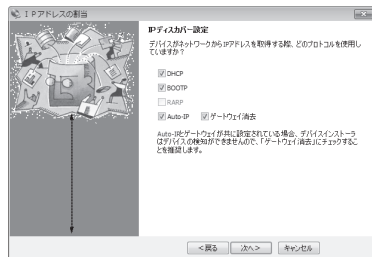 ＩＰアドレスの割当
IPディスカバー設定
デバイスがネットワークからIPアドレスを取得する際、どのプロトコルを使用し
ていますか？
DHCP
BOOTP
RARP
Auto-IP ゲートウェイ消去
Auto-IPとゲートウェイが共に設定されている場合、デバイスインストーラ
はデバイスの検知ができませんので、「ゲートウェイ消去」にチェックするこ
とを推奨します。
＜戻る 次へ＞ キャンセル